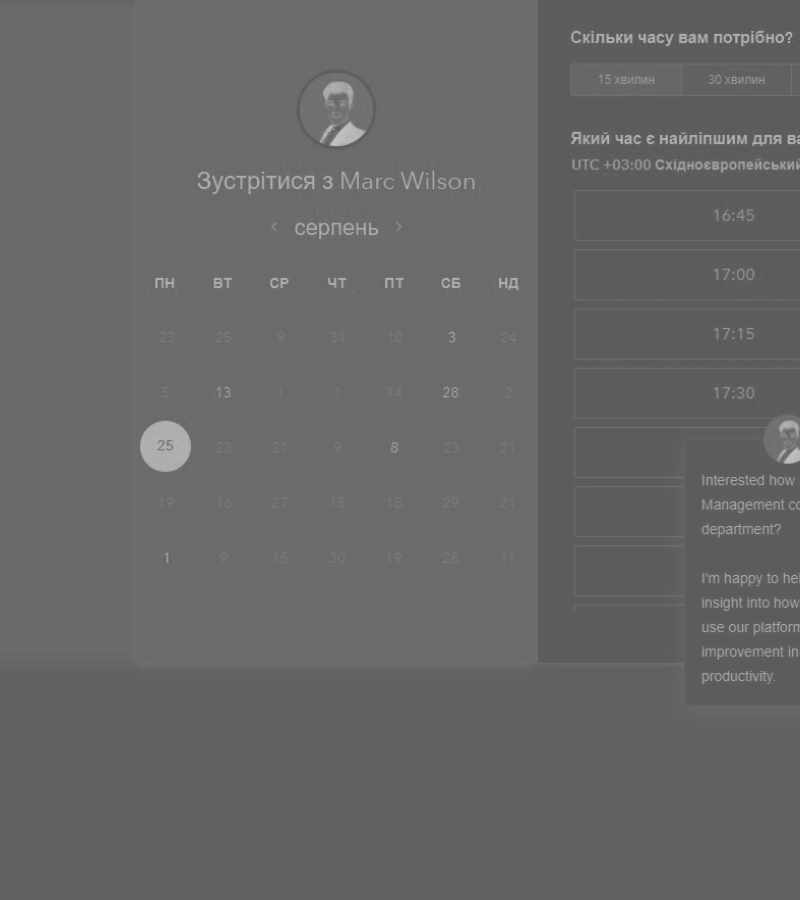 Зустрітися з Marc Wilson
серпень
ПН ВТ СР ЧТ ПТ СБ НД
23 25 9 31 10 3 24
5 13 1 1 14 28 2
25 23 21 9 8 23 21
19 16 27 18 18 29 21
1 9 15 30 19 28 11
Скільки часу вам потрібно?
15 хвилин 30 хвилин
Який час є найліпшим для
UTC +03:00 Східноєвропейський
16:45
17:00
17:15
17:30
Interested how
Management
department?
I'm happy to
insight into how
use our platform
improvement in
productivity.